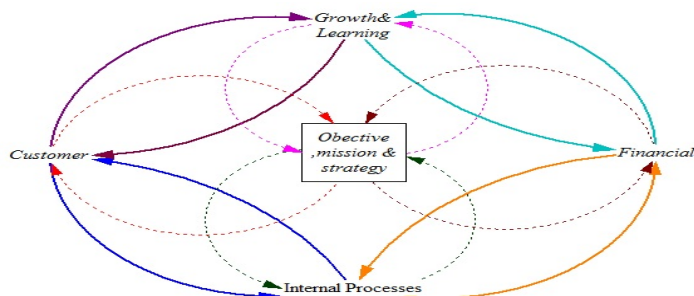 Growth&
Learning
Obective
,mission &
strategy
Customer
Financial
Internal Processes